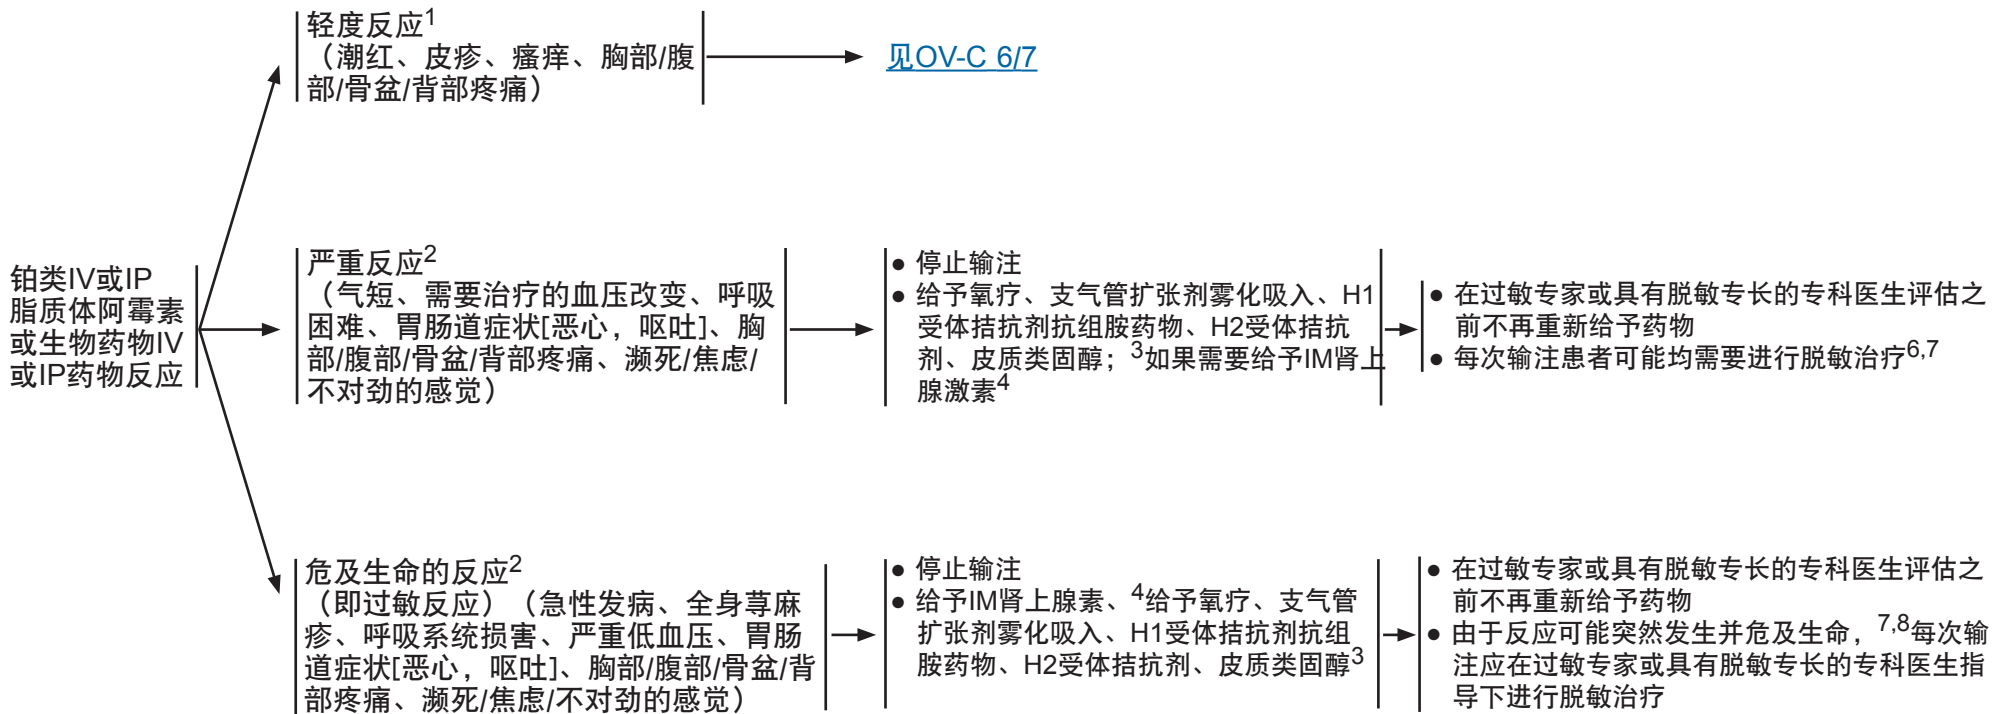 轻度反应1
（潮红、皮疹、瘙痒、胸部/腹
部/骨盆/背部疼痛）
见OV-C 6/7
铂类IV或IP
脂质体阿霉素
或生物药物IV
或IP药物反应
严重反应2
（气短、需要治疗的血压改变、呼吸
困难、胃肠道症状[恶心，呕吐]、胸
部/腹部/骨盆/背部疼痛、濒死/焦虑/
不对劲的感觉）
● 停止输注
● 给予氧疗、支气管扩张剂雾化吸入、H1
受体拮抗剂抗组胺药物、H2受体拮抗
剂、皮质类固醇；3如果需要给予IM肾上
腺激素4
● 在过敏专家或具有脱敏专长的专科医生评估之
前不再重新给予药物
● 每次输注患者可能均需要进行脱敏治疗6,7
危及生命的反应2
（即过敏反应）（急性发病、全身荨麻
疹、呼吸系统损害、严重低血压、胃肠
道症状[恶心，呕吐]、胸部/腹部/骨盆/背
部疼痛、濒死/焦虑/不对劲的感觉）
● 停止输注
● 给予IM肾上腺素、4给予氧疗、支气管
扩张剂雾化吸入、H1受体拮抗剂抗组
胺药物、H2受体拮抗剂、皮质类固醇3
● 在过敏专家或具有脱敏专长的专科医生评估之
前不再重新给予药物
● 由于反应可能突然发生并危及生命，7,8每次输
注应在过敏专家或具有脱敏专长的专科医生指
导下进行脱敏治疗